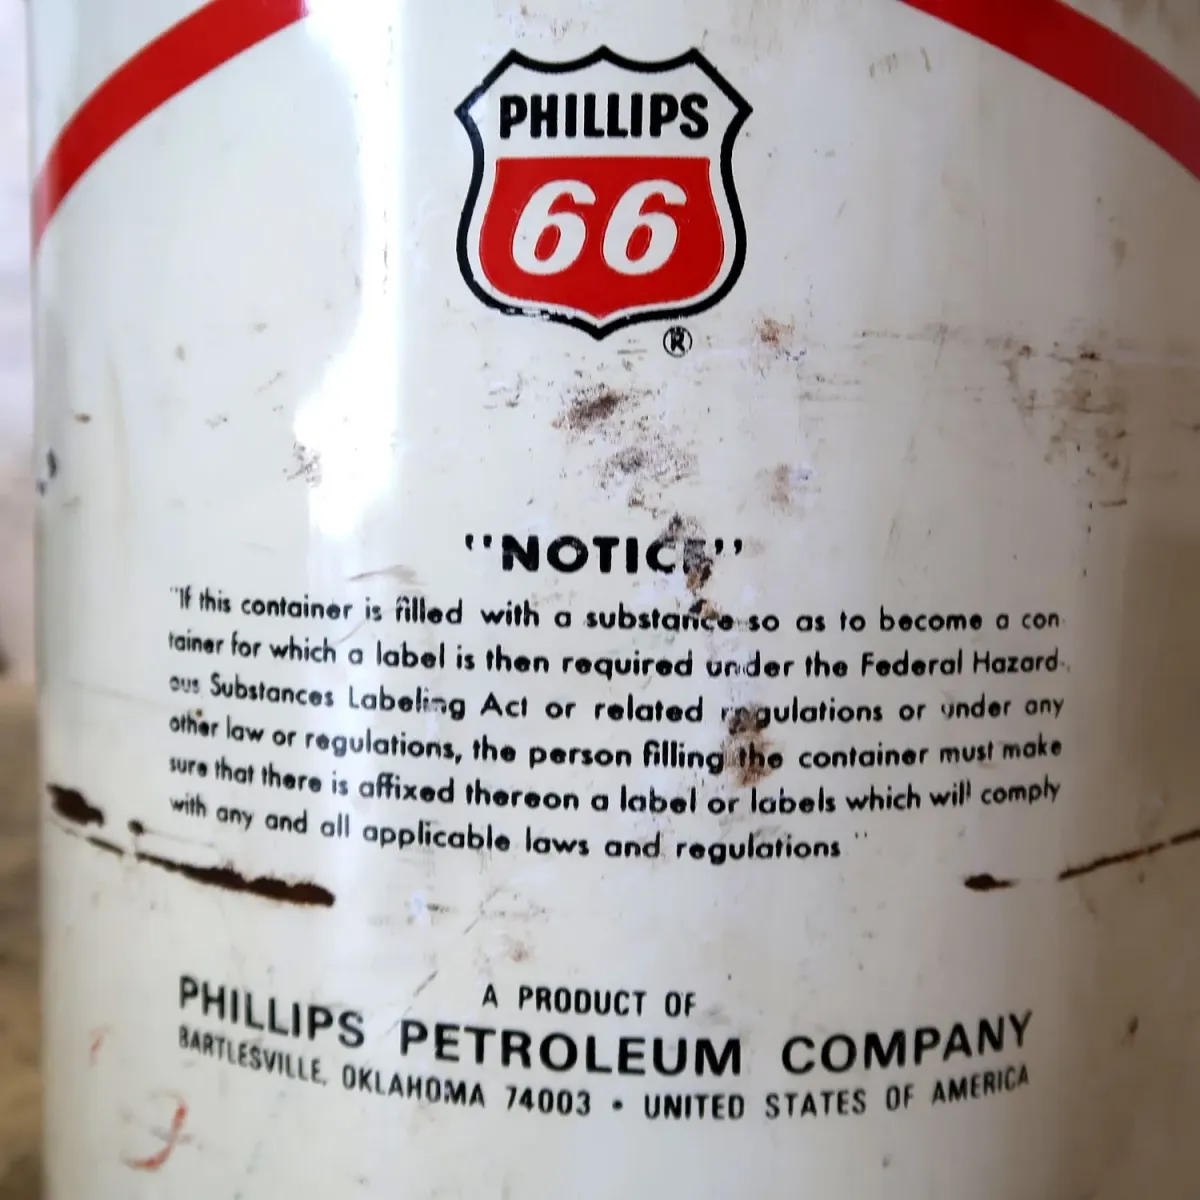 PHILLIPS
66
®
"NOTICE"
"If this container is filled with a substance so as to become a con
tainer for which a label is then required under the Federal Hazard-
ous Substances Labeling Act or related regulations or under any
other law or regulations, the person filling the container must make
sure that there is affixed thereon a label or labels which will comply
with any and all applicable laws and regulations "
A PRODUCT OF
PHILLIPS PETROLEUM COMPANY
BARTLESVILLE, OKLAHOMA 74003 • UNITED STATES OF AMERICA